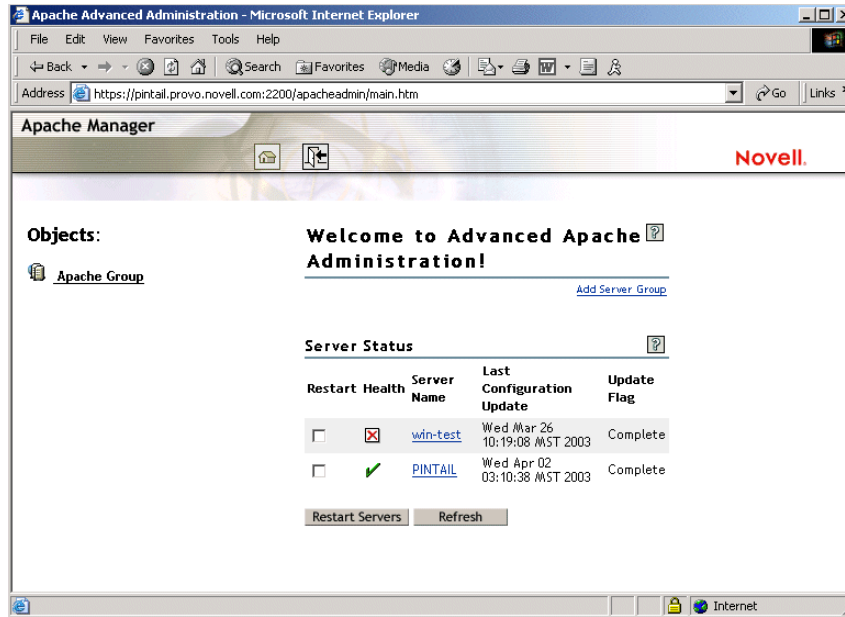 Apache Advanced Administration - Microsoft Internet Explorer
File Edit View Favorites Tools Help
Back Search Favorites Media
Address https://pintail.provo.novell.com:2200/apacheadmin/main.htm Go Links
Apache Manager
Novell.
Objects:
Apache Group
Welcome to Advanced Apache
Administration!
Add Server Group
Server Status
Restart Health Server Name Last Configuration Update Update Flag
win-test Wed Mar 26 10:19:08 MST 2003 Complete
PINTAIL Wed Apr 02 03:10:38 MST 2003 Complete
Restart Servers Refresh
Internet